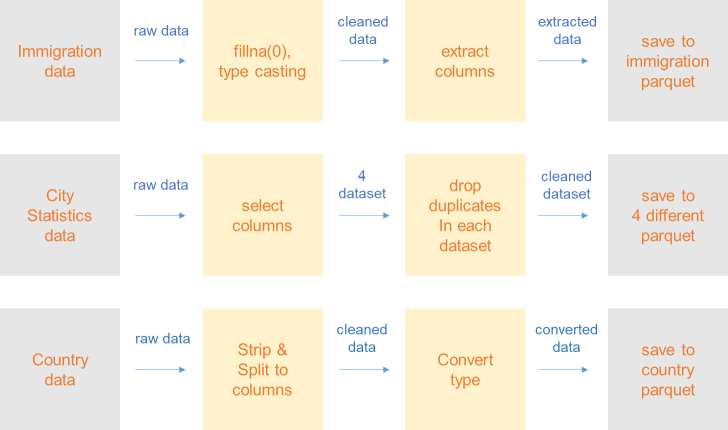 Immigration
data
raw data
fillna(0),
type casting
cleaned
data
extract
columns
extracted
data
save to
immigration
parquet
City
Statistics
data
raw data
select
columns
4
dataset
drop
duplicates
In each
dataset
cleaned
dataset
save to
4 different
parquet
Country
data
raw data
Strip &
Split to
columns
cleaned
data
Convert
type
converted
data
save to
country
parquet